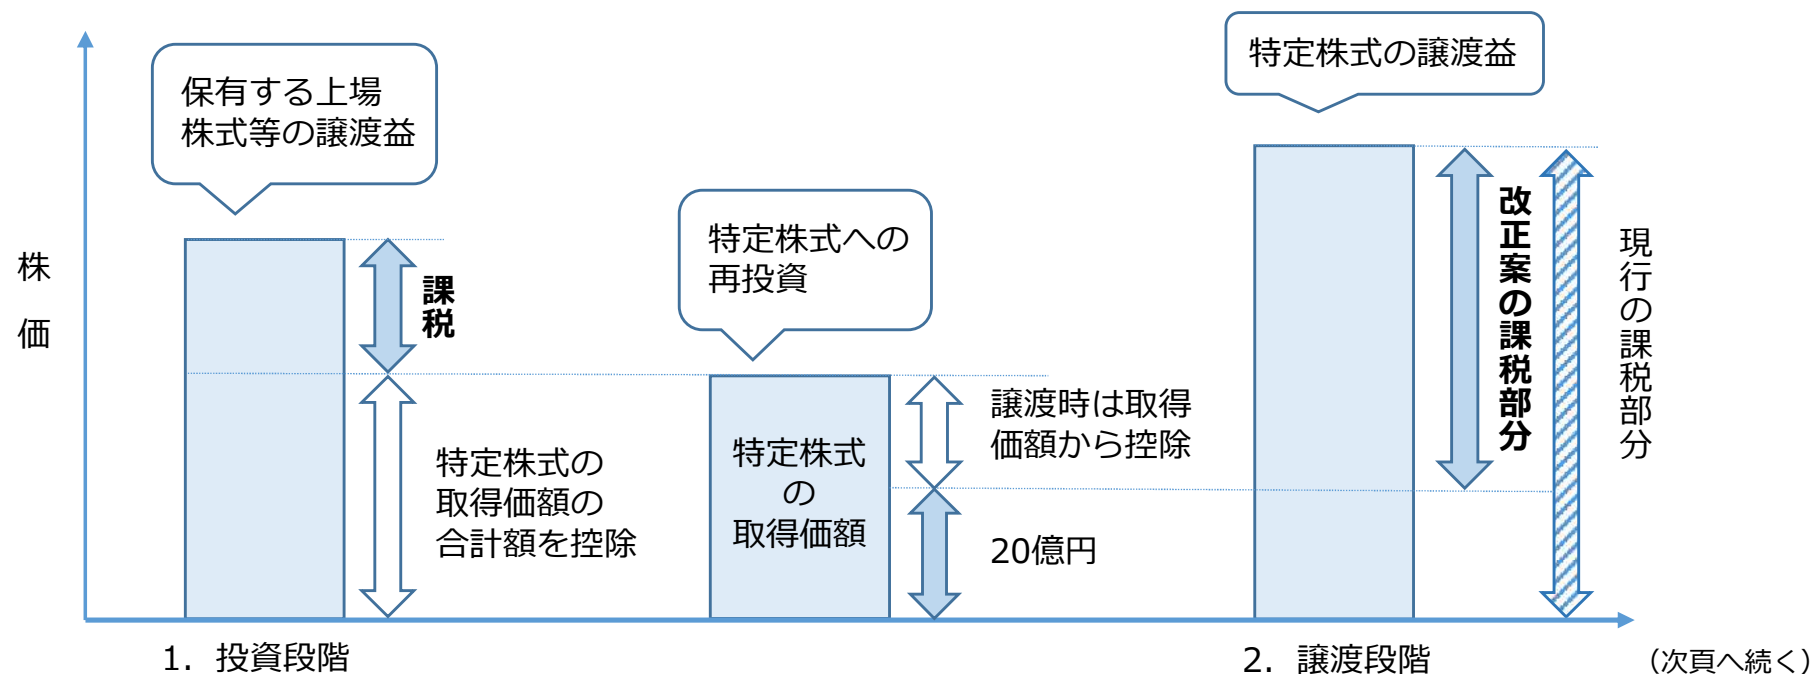 保有する上場
株式等の譲渡益
特定株式の譲渡益
株価
課税
特定株式への
再投資
改正案の課税部分
現行の課税部分
特定株式の
取得価額の
合計額を控除
特定株式
の
取得価額
譲渡時は取得
価額から控除
20億円
1. 投資段階
2. 譲渡段階
（次頁へ続く）